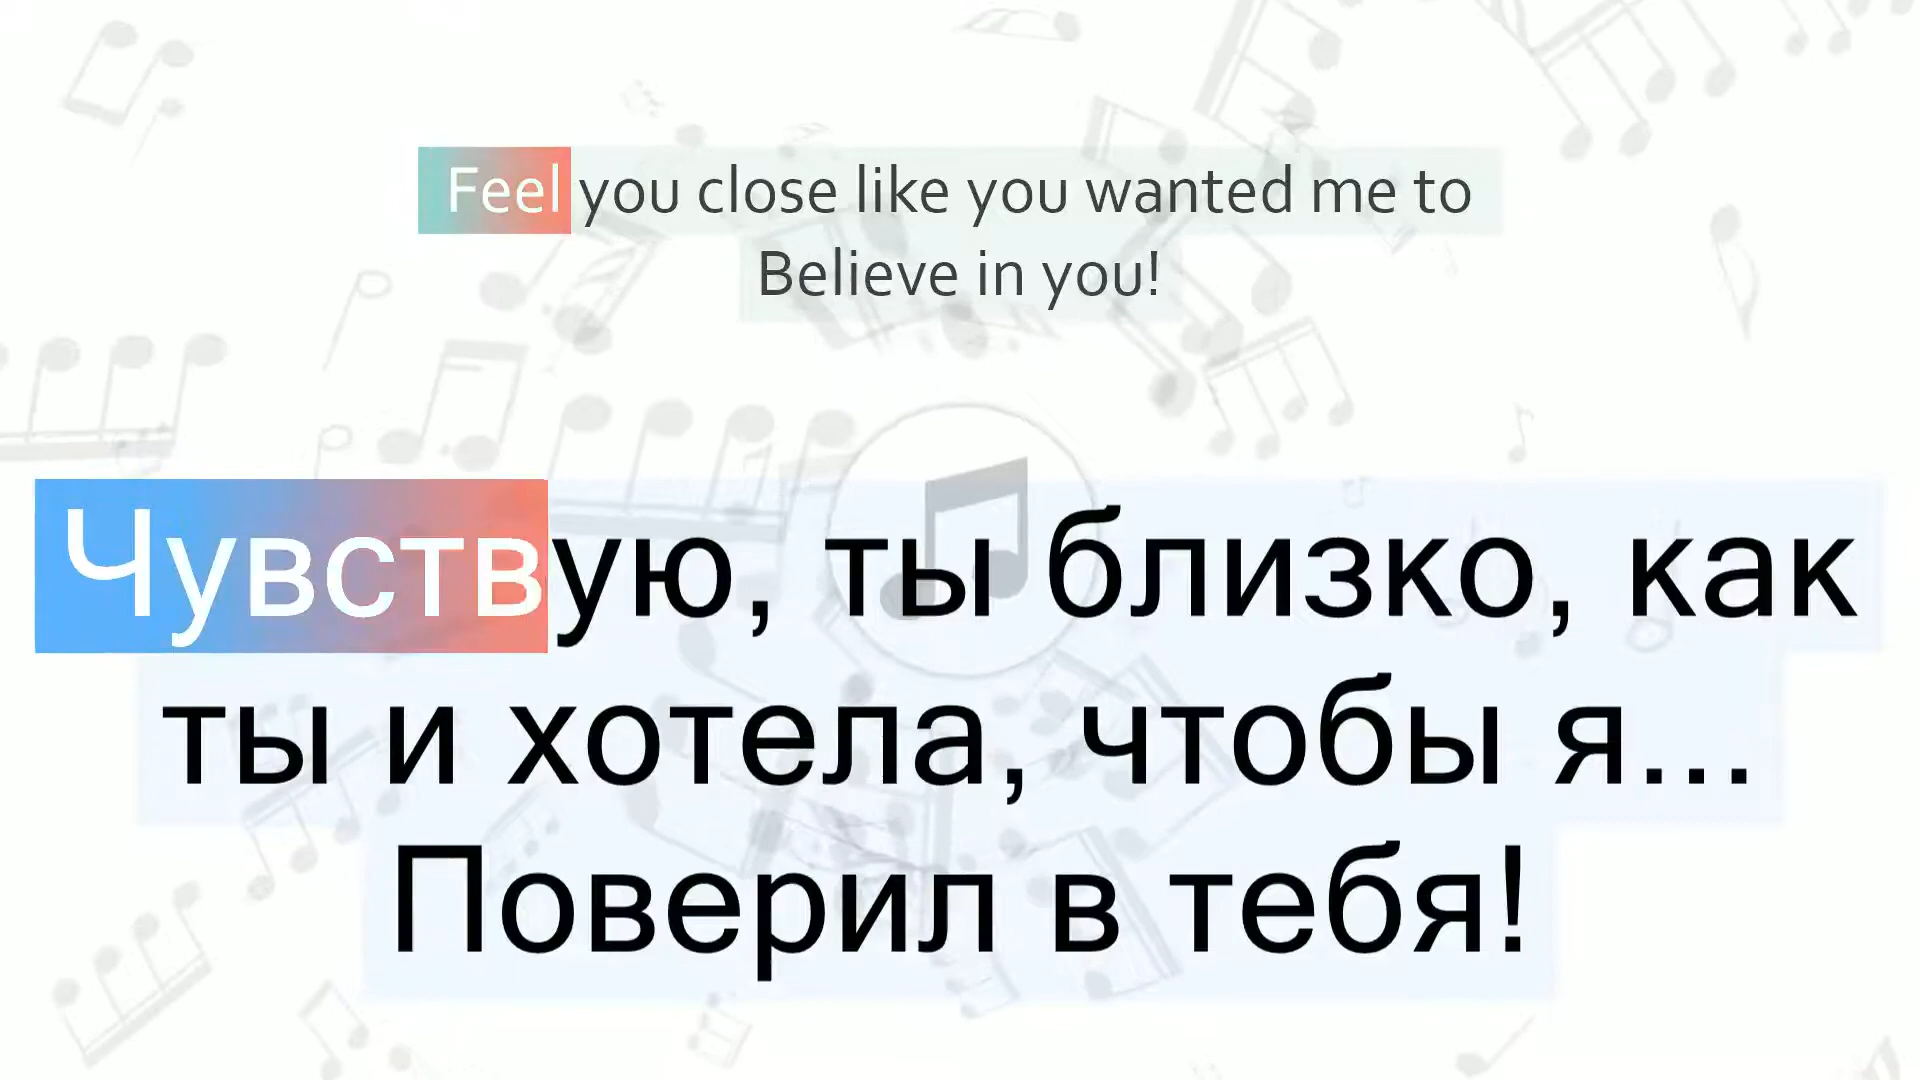 Feel you close like you wanted me to
Believe in you!
Чувствую, ты близко, как
ты и хотела, чтобы я...
Поверил в тебя!